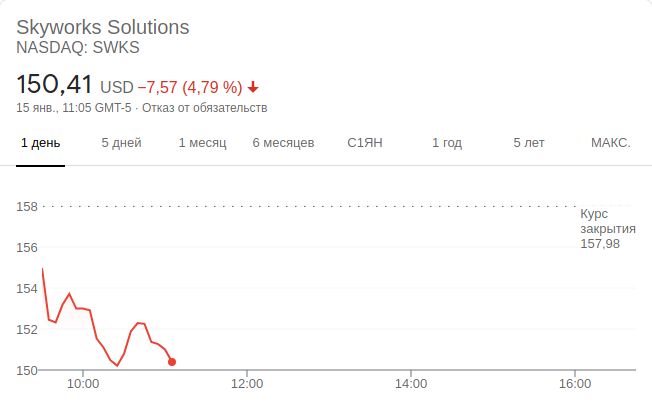 Skyworks Solutions
NASDAQ: SWKS
150,41 USD −7,57 (4,79 %)
15 янв., 11:05 GMT-5 · Отказ от обязательств
1 день 5 дней 1 месяц 6 месяцев С1ЯН 1 год 5 лет МАКС.
158
Курс
закрытия
157,98
156
154
152
150
10:00 12:00 14:00 16:00